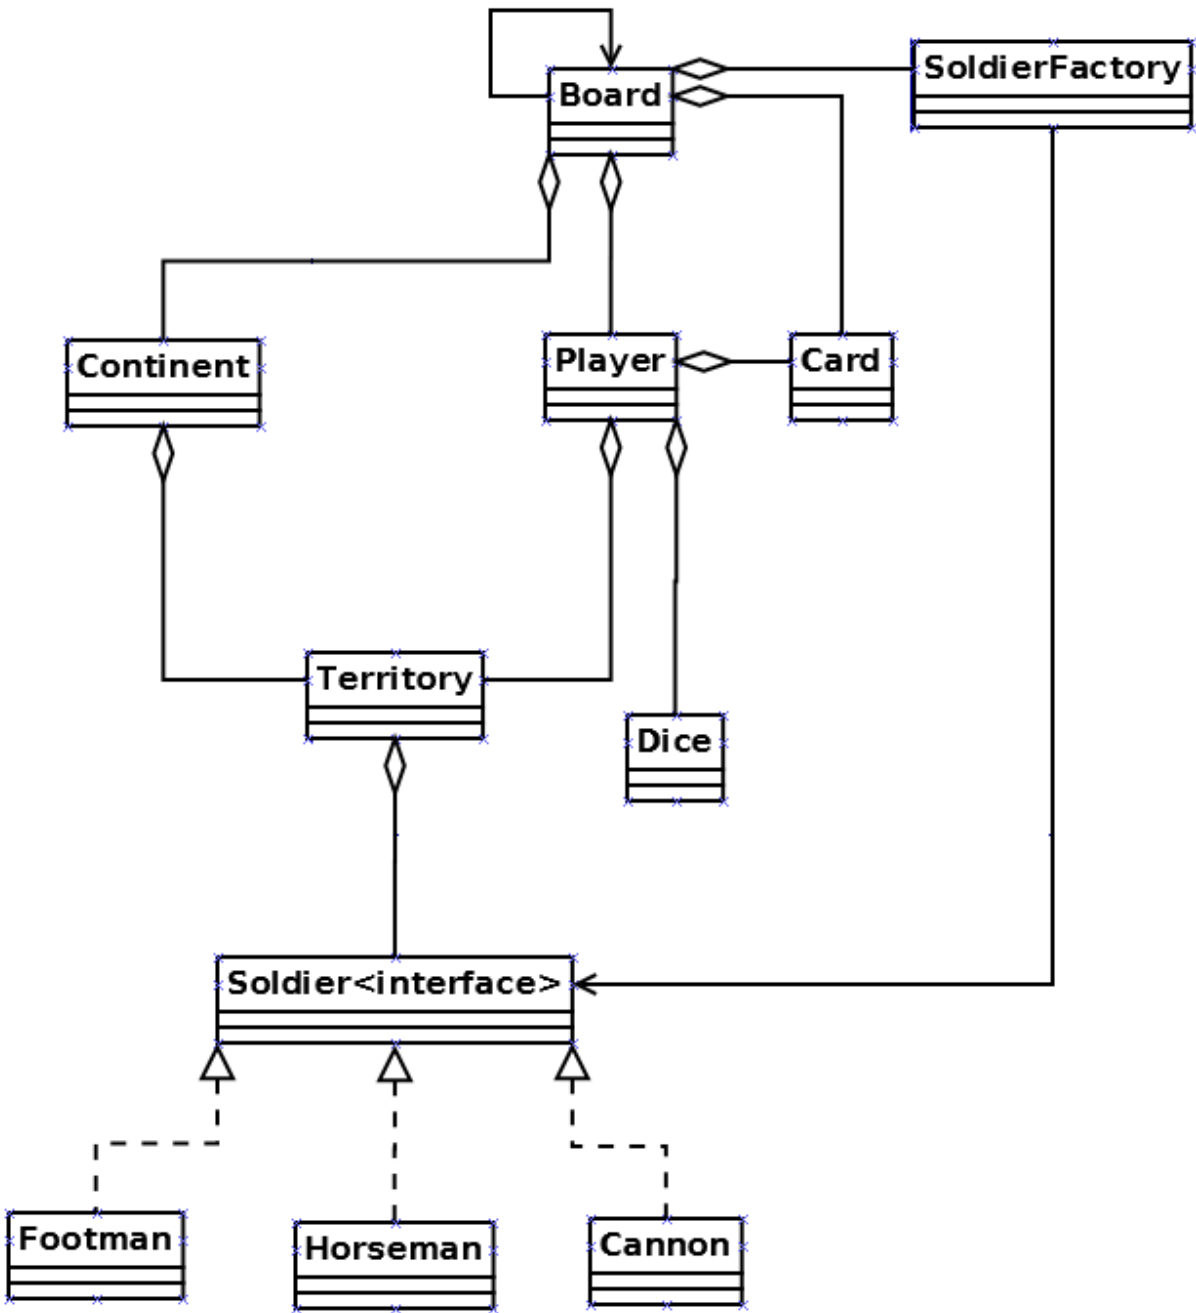 Board
SoldierFactory
Continent
Player
Card
Territory
Dice
Soldier<interface>
Footman
Horseman
Cannon